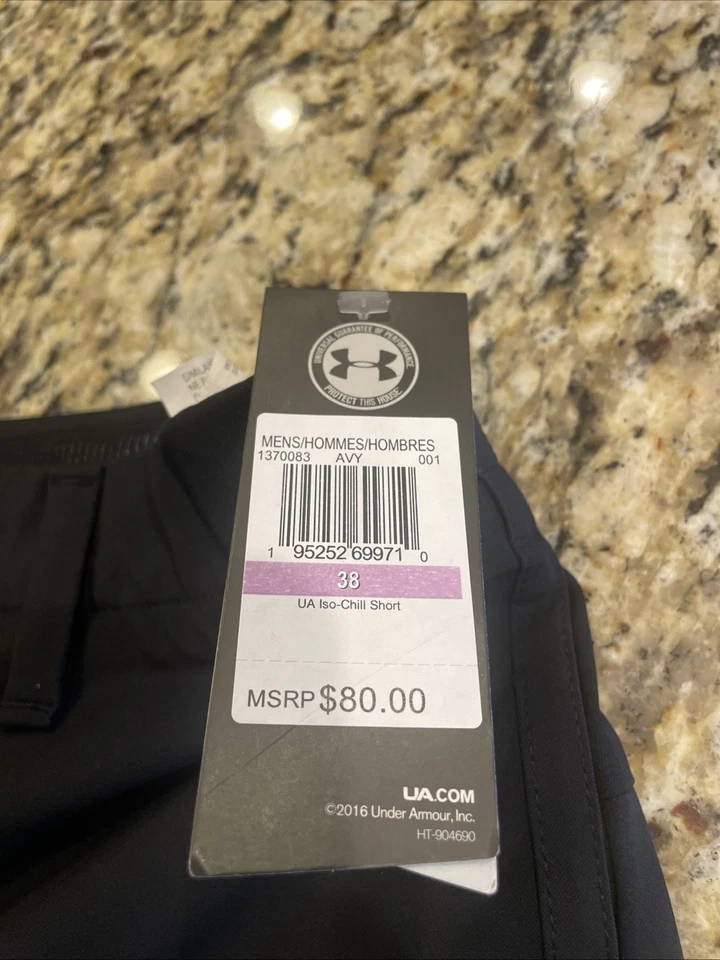 UNIVERSAL GUARANTEE OF PERFORMANCE
PROTECT THIS HOUSE
MENS/HOMMES/HOMBRES
1370083 AVY 001
1 95252 69971 0
38
UA Iso-Chill Short
MSRP $80.00
UA.COM
©2016 Under Armour, Inc.
HT-904690